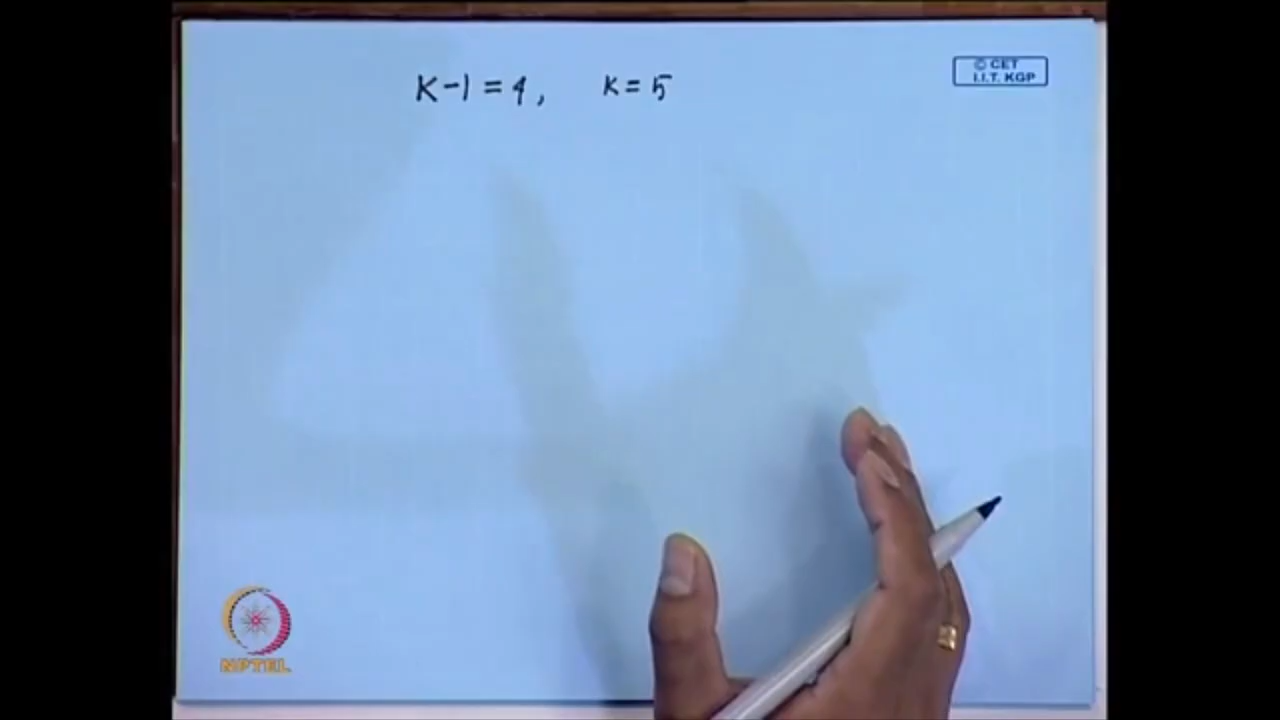 K-1 = 4, K = 5
© CET
I.I.T. KGP
NPTEL